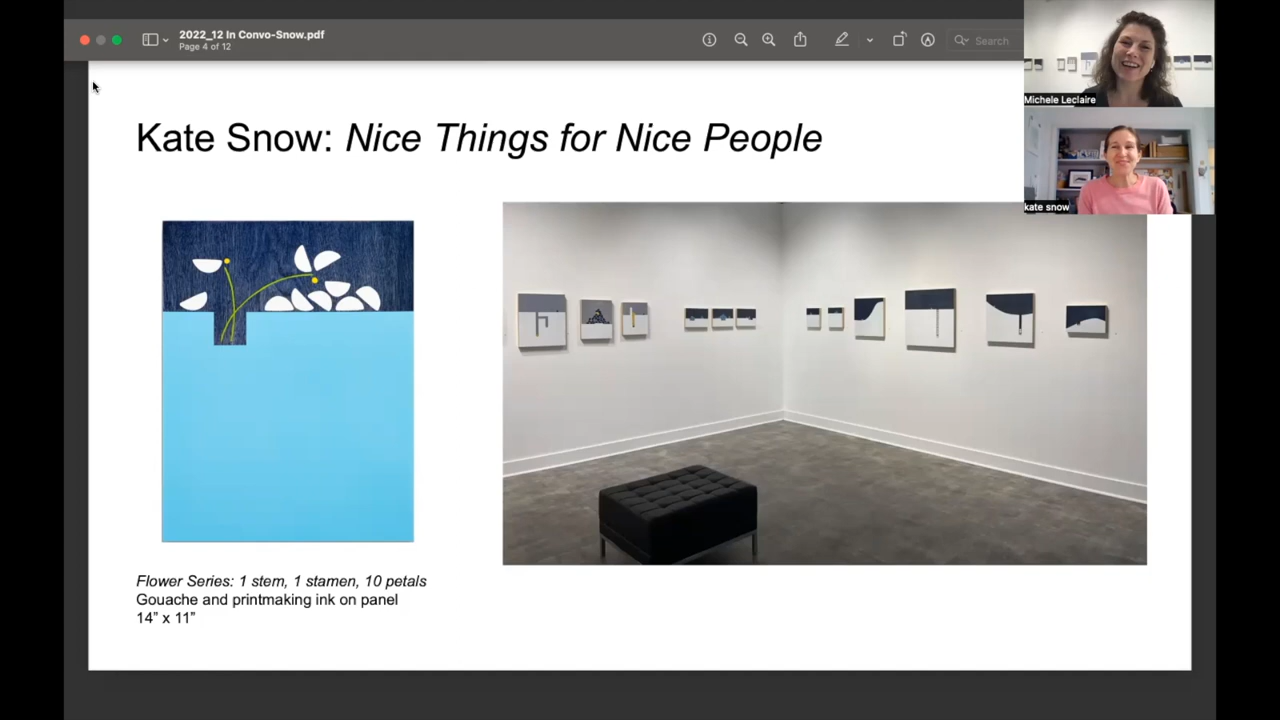 2022_12 In Convo-Snow.pdf
Page 4 of 12
Search
Michele Leclaire
kate snow
Kate Snow: Nice Things for Nice People
Flower Series: 1 stem, 1 stamen, 10 petals
Gouache and printmaking ink on panel
14” x 11”